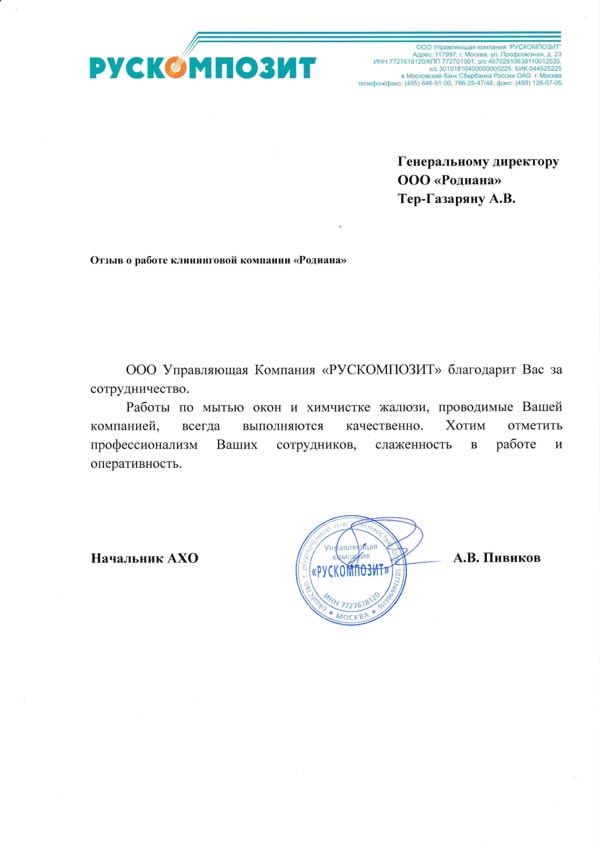 РУСКОМПОЗИТ
ООО Управляющая компания "РУСКОМПОЗИТ"
Адрес: 117997, г. Москва, ул. Профсоюзная, д. 23
ИНН 7727618120/КПП 772701001, р/с 40702810638110012535,
к/с 30101810400000000225, БИК 044525225
в Московский банк Сбербанка России ОАО г. Москва
телефон/факс: (495) 646-91-00, 786-25-47/48, факс: (499) 128-07-05
Генеральному директору
ООО «Родиана»
Тер-Газаряну А.В.
Отзыв о работе клининговой компании «Родиана»
ООО Управляющая Компания «РУСКОМПОЗИТ» благодарит Вас за
сотрудничество.
Работы по мытью окон и химчистке жалюзи, проводимые Вашей
компанией, всегда выполняются качественно. Хотим отметить
профессионализм Ваших сотрудников, слаженность в работе и
оперативность.
Начальник АХО
Управляющая
компания
«РУСКОМПОЗИТ»
ИНН 7727618120
МОСКВА
А.В. Пивиков